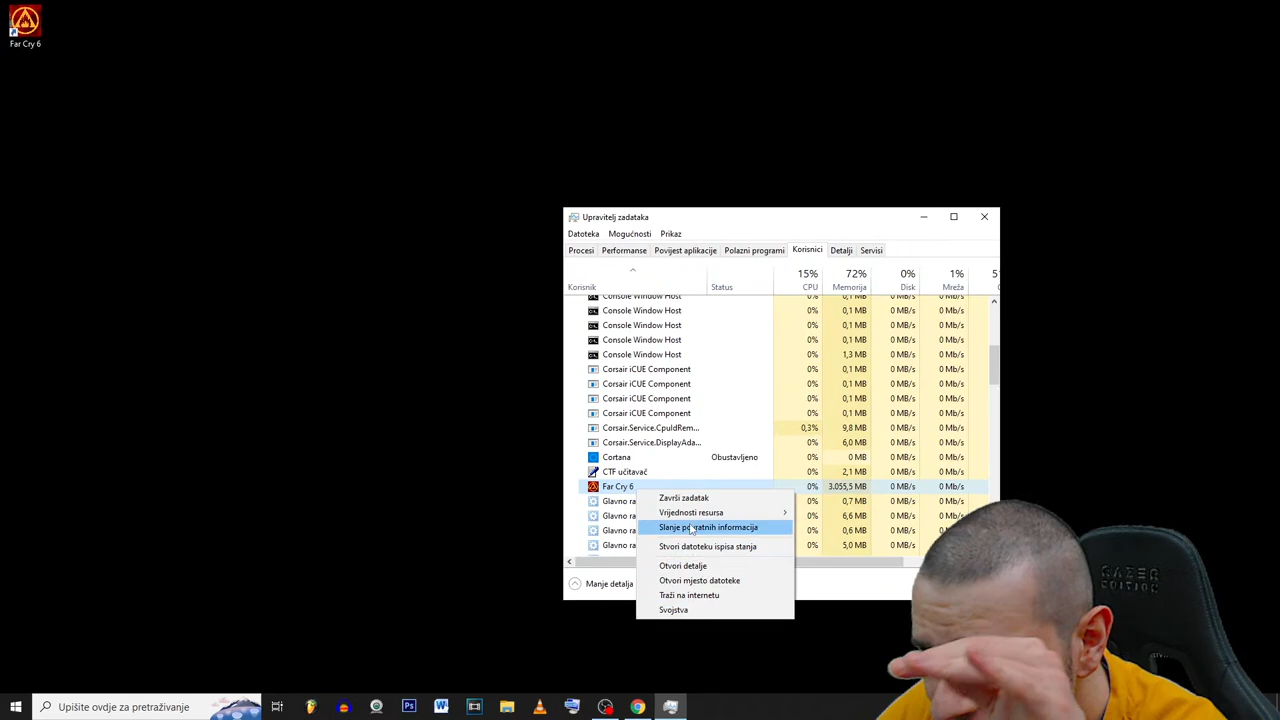 Far Cry 6
Upravitelj zadataka
Datoteka Mogućnosti Prikaz
Procesi Performanse Povijest aplikacije Polazni programi Korisnici Detalji Servisi
15% 72% 0% 1%
Korisnik Status CPU Memorija Disk Mreža
Console Window Host 0% 0,1 MB 0 MB/s 0 Mb/s
Console Window Host 0% 0,1 MB 0 MB/s 0 Mb/s
Console Window Host 0% 0,1 MB 0 MB/s 0 Mb/s
Console Window Host 0% 0,1 MB 0 MB/s 0 Mb/s
Console Window Host 0% 1,3 MB 0 MB/s 0 Mb/s
Corsair iCUE Component 0% 0,1 MB 0 MB/s 0 Mb/s
Corsair iCUE Component 0% 0,1 MB 0 MB/s 0 Mb/s
Corsair iCUE Component 0% 0,1 MB 0 MB/s 0 Mb/s
Corsair iCUE Component 0% 0,1 MB 0 MB/s 0 Mb/s
Corsair.Service.CpuIdRem... 0,3% 9,8 MB 0 MB/s 0 Mb/s
Corsair.Service.DisplayAda... 0% 6,0 MB 0 MB/s 0 Mb/s
Cortana Obustavljeno 0% 0 MB 0 MB/s 0 Mb/s
CTF učitavač 0% 2,1 MB 0 MB/s 0 Mb/s
Far Cry 6 0% 3.055,5 MB 0 MB/s 0 Mb/s
Glavno ra 0% 0,7 MB 0 MB/s 0 Mb/s
Glavno ra 0% 6,6 MB 0 MB/s 0 Mb/s
Glavno ra 0% 6,6 MB 0 MB/s 0 Mb/s
Glavno ra 0% 5,0 MB 0 MB/s 0 Mb/s
Završi zadatak
Vrijednosti resursa
Slanje povratnih informacija
Stvori datoteku ispisa stanja
Otvori detalje
Otvori mjesto datoteke
Traži na internetu
Svojstva
Manje detalja
RAZER
EDITION
Upišite ovdje za pretraživanje